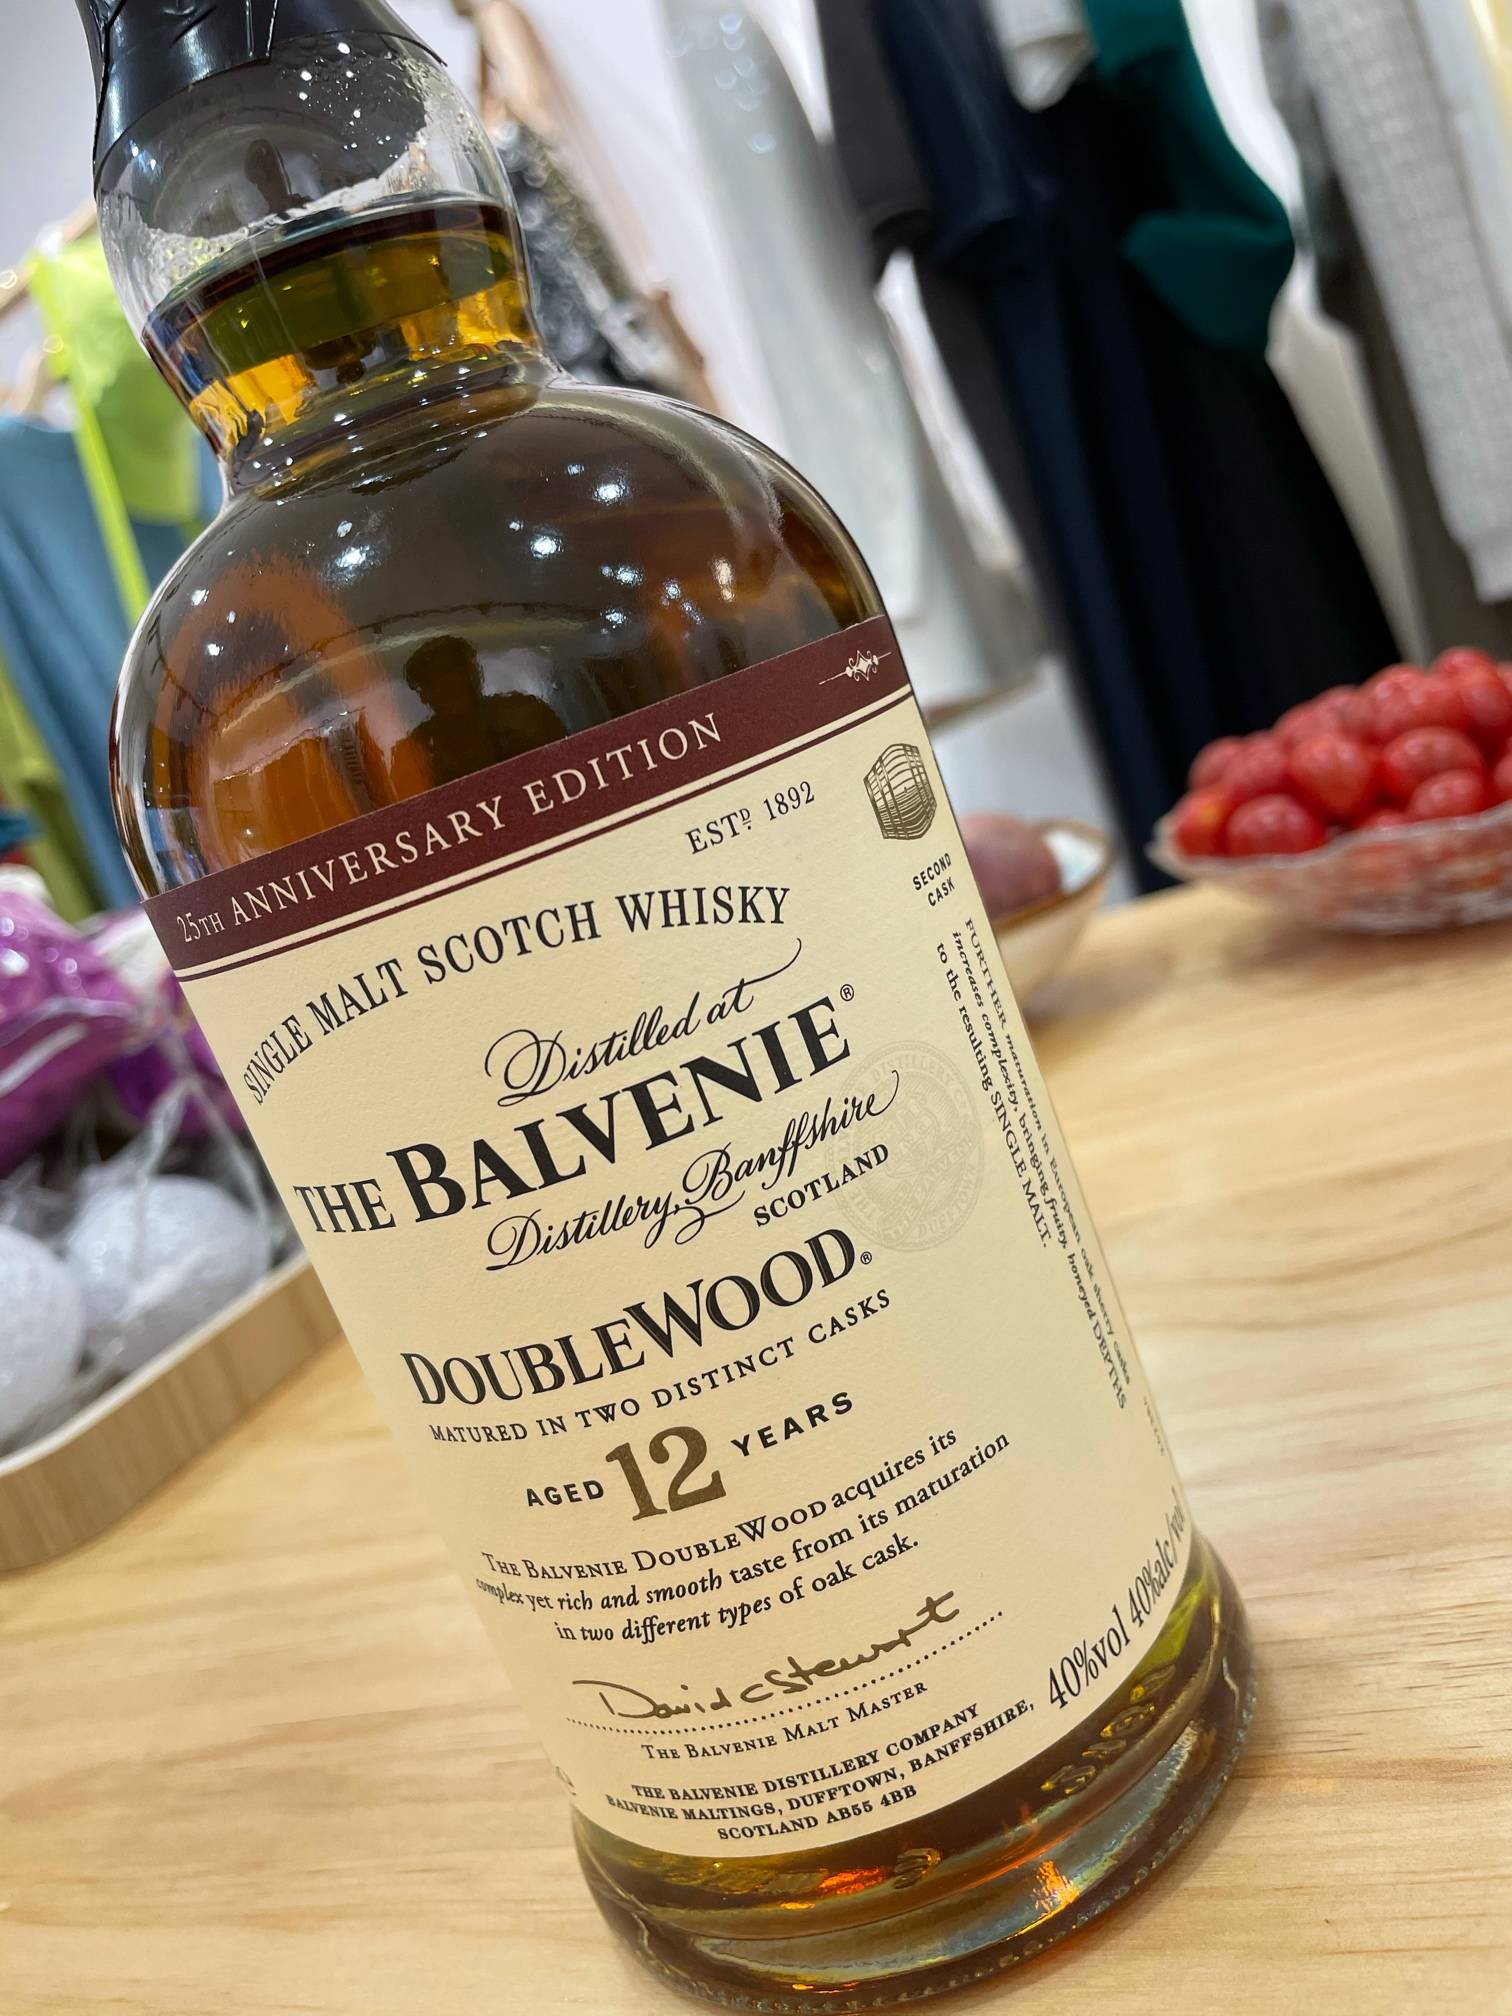 25TH ANNIVERSARY EDITION
ESTD 1892
SINGLE MALT SCOTCH WHISKY
Distilled at
THE BALVENIE®
Distillery, Banffshire
SCOTLAND
DOUBLEWOOD®
MATURED IN TWO DISTINCT CASKS
AGED 12 YEARS
THE BALVENIE DOUBLEWOOD acquires its
complex yet rich and smooth taste from its maturation
in two different types of oak cask.
David C Stewart
THE BALVENIE MALT MASTER
THE BALVENIE DISTILLERY COMPANY
BALVENIE MALTINGS, DUFFTOWN, BANFFSHIRE,
SCOTLAND AB55 4BB
40%vol 40%alc/vol
SECOND
CASK
FURTHER maturation in European oak sherry casks
increases complexity, bringing fruity, honeyed DEPTHS
to the resulting SINGLE MALT.